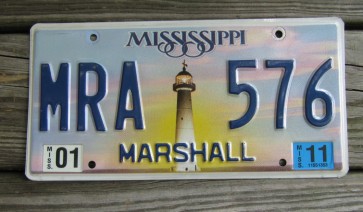 MISSISSIPPI
MRA 576
MISS. 01
MARSHALL
MISS. 11